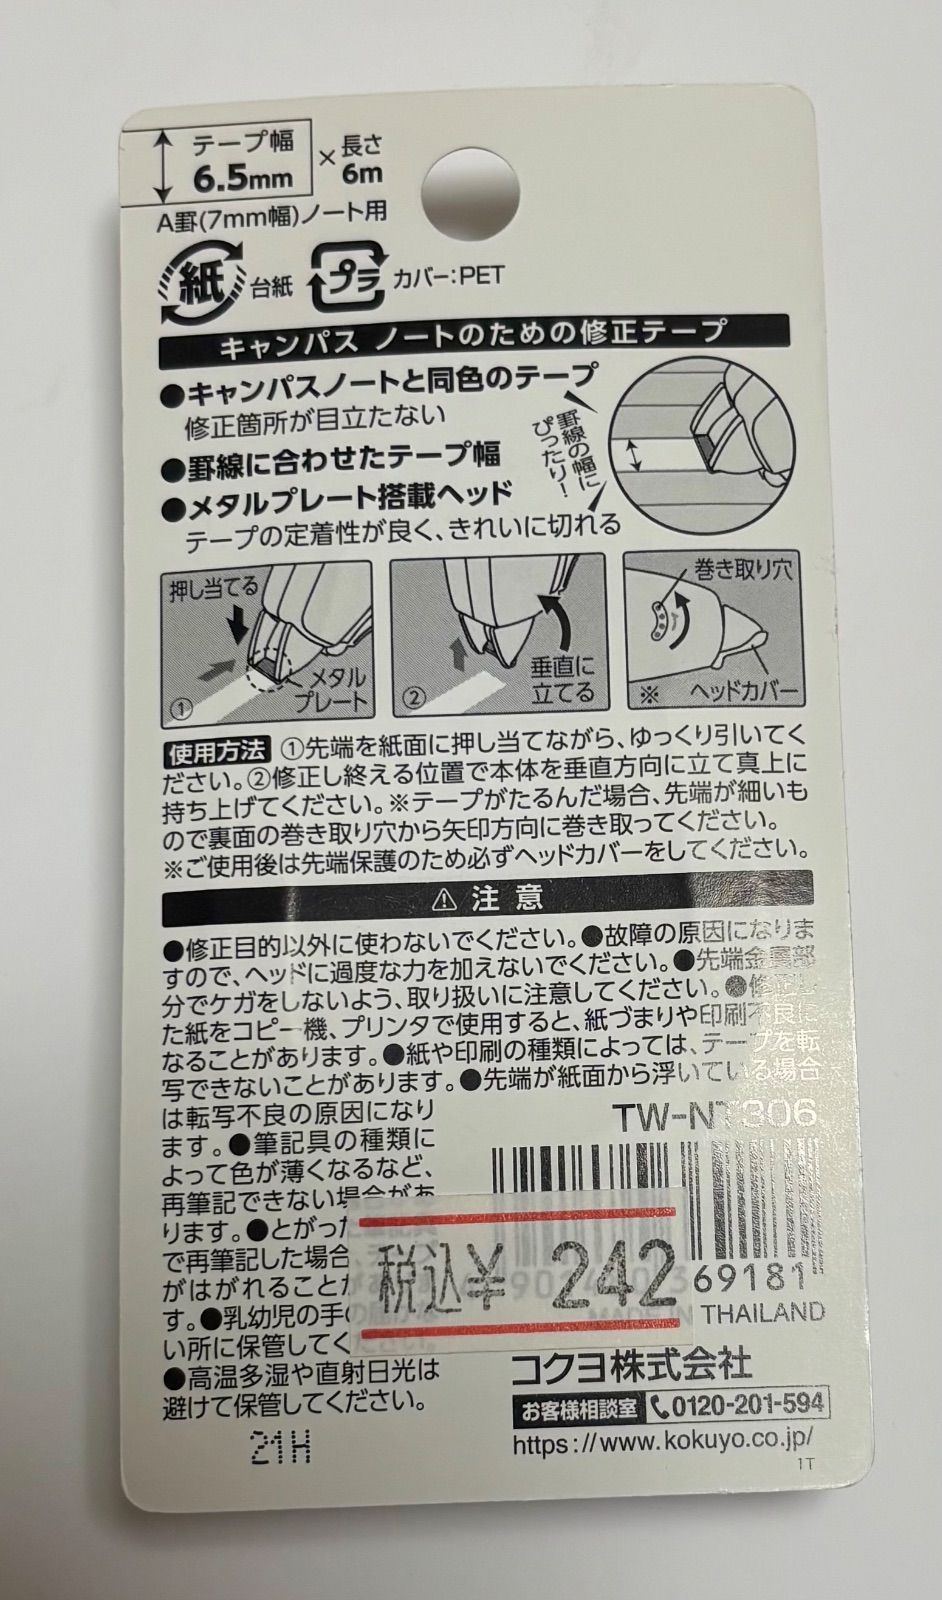 テープ幅
6.5mm
×
長さ
6m
A罫(7mm幅)ノート用
紙
台紙
プラ
カバー:PET
キャンパス ノートのための修正テープ
●キャンパスノートと同色のテープ
修正箇所が目立たない
罫線の幅に
ぴったり!
●罫線に合わせたテープ幅
●メタルプレート搭載ヘッド
テープの定着性が良く、きれいに切れる
押し当てる
メタル
プレート
①
垂直に
立てる
②
巻き取り穴
※
ヘッドカバー
使用方法 ①先端を紙面に押し当てながら、ゆっくり引いてく
ださい。②修正し終える位置で本体を垂直方向に立て真上に
持ち上げてください。※テープがたるんだ場合、先端が細いも
ので裏面の巻き取り穴から矢印方向に巻き取ってください。
※ご使用後は先端保護のため必ずヘッドカバーをしてください。
⚠ 注意
●修正目的以外に使わないでください。●故障の原因になりま
すので、ヘッドに過度な力を加えないでください。●先端金属部
分でケガをしないよう、取り扱いに注意してください。●修正し
た紙をコピー機、プリンタで使用すると、紙づまりや印刷不良に
なることがあります。●紙や印刷の種類によっては、テープを転
写できないことがあります。●先端が紙面から浮いている場合
は転写不良の原因になり
ます。●筆記具の種類に
よって色が薄くなるなど、
再筆記できない場合があ
ります。●とがった
で再筆記した場合
がはがれることが
す。●乳幼児の手の
い所に保管してください。
●高温多湿や直射日光は
避けて保管してください。
21H
TW-NT306
税込¥ 242
69181
MADE IN THAILAND
コクヨ株式会社
お客様相談室 0120-201-594
https://www.kokuyo.co.jp/
1T